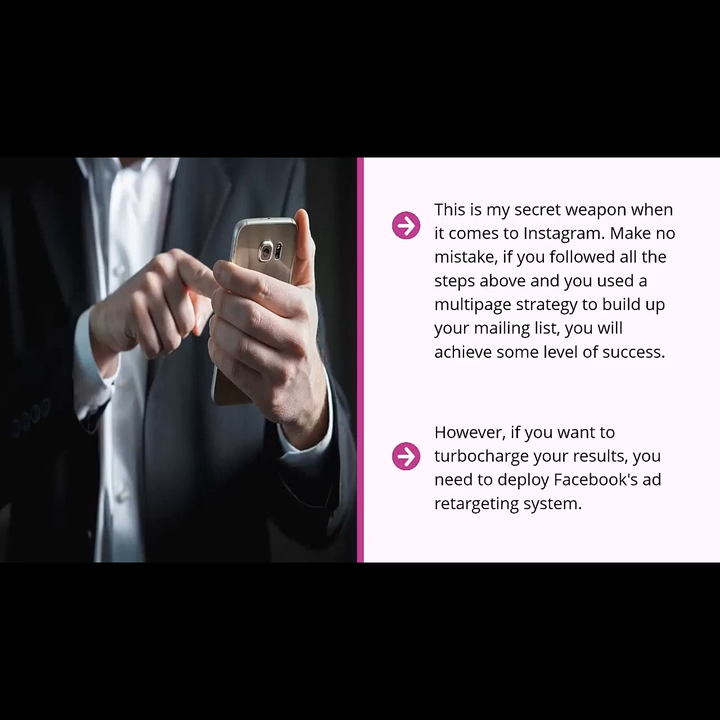 This is my secret weapon when
it comes to Instagram. Make no
mistake, if you followed all the
steps above and you used a
multipage strategy to build up
your mailing list, you will
achieve some level of success.
However, if you want to
turbocharge your results, you
need to deploy Facebook's ad
retargeting system.